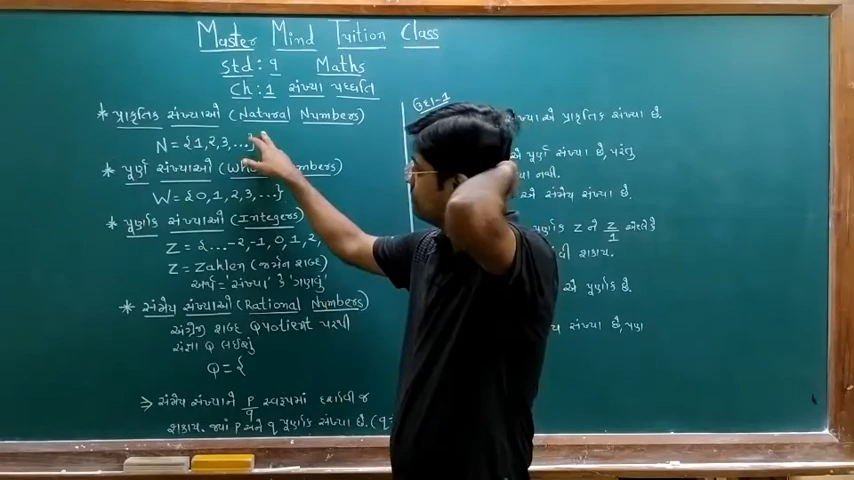 Master Mind Tuition Class
Std : 9 Maths
Ch : 1 સંખ્યા પધ્ધતિ
* પ્રાકૃતિક સંખ્યાઓ (Natural Numbers)
N = {1,2,3,...}
* પૂર્ણ સંખ્યાઓ (Whole Numbers)
W = {0,1,2,3,...}
* પૂર્ણાંક સંખ્યાઓ (Integers)
Z = {...-2,-1,0,1,2,
Z = Zahlen (જર્મન શબ્દ)
અર્થ = 'સંખ્યા' કે 'ગણવું'
* સંમેય સંખ્યાઓ (Rational Numbers)
અંગ્રેજી શબ્દ Quotient પરથી
સંજ્ઞા Q લઈશું
Q = {
⇒ સંમેય સંખ્યાને p/q સ્વરૂપમાં દર્શાવી જ
શકાય. જ્યાં p અને q પૂર્ણાંક સંખ્યા છે. (q
ઉદા-1
સંખ્યાએ પ્રાકૃતિક સંખ્યા છે.
એ પૂર્ણ સંખ્યા છે, પરંતુ
નથી.
એ સંમેય સંખ્યા છે.
પૂર્ણાંક z ને z/1 એટલેકે
શકાય.
એ પૂર્ણાંક છે.
સંખ્યા છે, પણ